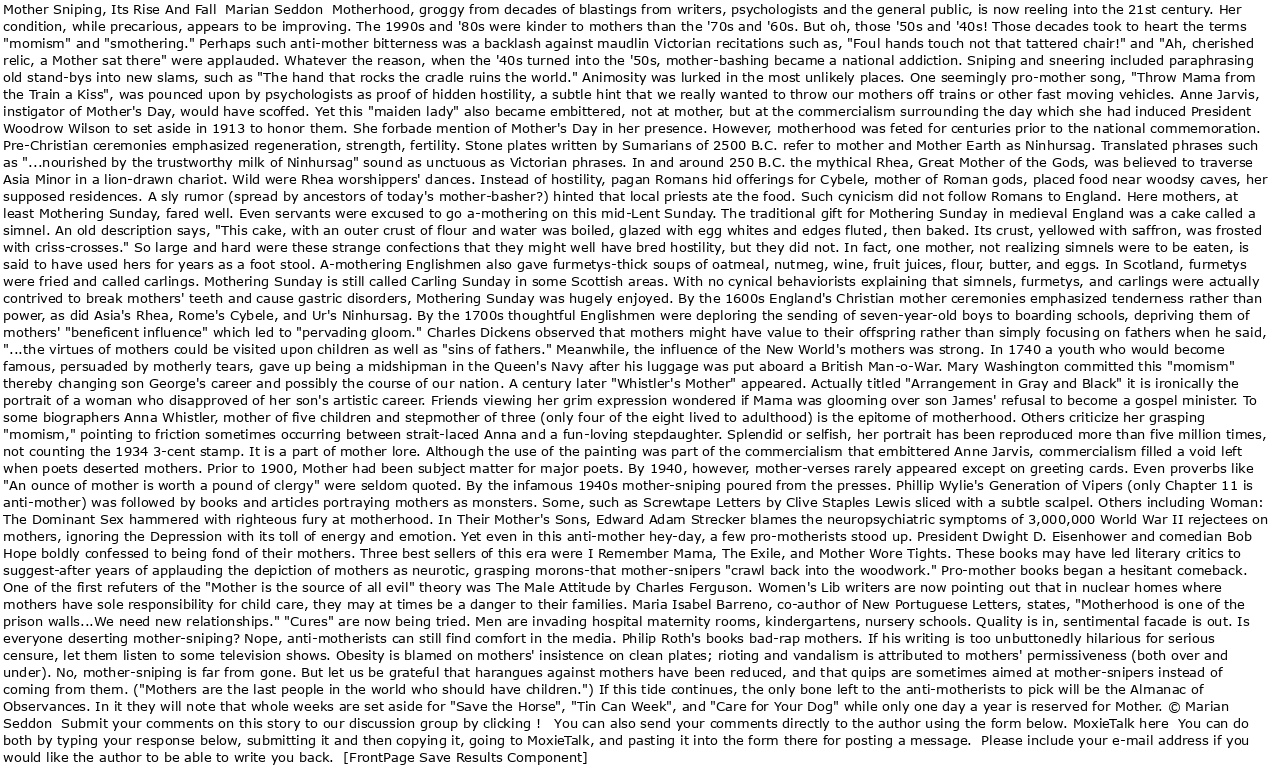 Mother Sniping, Its Rise And Fall  Marian Seddon  Motherhood, groggy from decades of blastings from writers, psychologists and the general public, is now reeling into the 21st century. Her
condition, while precarious, appears to be improving. The 1990s and '80s were kinder to mothers than the '70s and '60s. But oh, those '50s and '40s! Those decades took to heart the terms
"momism" and "smothering." Perhaps such anti-mother bitterness was a backlash against maudlin Victorian recitations such as, "Foul hands touch not that tattered chair!" and "Ah, cherished
relic, a Mother sat there" were applauded. Whatever the reason, when the '40s turned into the '50s, mother-bashing became a national addiction. Sniping and sneering included paraphrasing
old stand-bys into new slams, such as "The hand that rocks the cradle ruins the world." Animosity was lurked in the most unlikely places. One seemingly pro-mother song, "Throw Mama from
the Train a Kiss", was pounced upon by psychologists as proof of hidden hostility, a subtle hint that we really wanted to throw our mothers off trains or other fast moving vehicles. Anne Jarvis,
instigator of Mother's Day, would have scoffed. Yet this "maiden lady" also became embittered, not at mother, but at the commercialism surrounding the day which she had induced President
Woodrow Wilson to set aside in 1913 to honor them. She forbade mention of Mother's Day in her presence. However, motherhood was feted for centuries prior to the national commemoration.
Pre-Christian ceremonies emphasized regeneration, strength, fertility. Stone plates written by Sumarians of 2500 B.C. refer to mother and Mother Earth as Ninhursag. Translated phrases such
as "...nourished by the trustworthy milk of Ninhursag" sound as unctuous as Victorian phrases. In and around 250 B.C. the mythical Rhea, Great Mother of the Gods, was believed to traverse
Asia Minor in a lion-drawn chariot. Wild were Rhea worshippers' dances. Instead of hostility, pagan Romans hid offerings for Cybele, mother of Roman gods, placed food near woodsy caves, her
supposed residences. A sly rumor (spread by ancestors of today's mother-basher?) hinted that local priests ate the food. Such cynicism did not follow Romans to England. Here mothers, at
least Mothering Sunday, fared well. Even servants were excused to go a-mothering on this mid-Lent Sunday. The traditional gift for Mothering Sunday in medieval England was a cake called a
simnel. An old description says, "This cake, with an outer crust of flour and water was boiled, glazed with egg whites and edges fluted, then baked. Its crust, yellowed with saffron, was frosted
with criss-crosses." So large and hard were these strange confections that they might well have bred hostility, but they did not. In fact, one mother, not realizing simnels were to be eaten, is
said to have used hers for years as a foot stool. A-mothering Englishmen also gave furmetys-thick soups of oatmeal, nutmeg, wine, fruit juices, flour, butter, and eggs. In Scotland, furmetys
were fried and called carlings. Mothering Sunday is still called Carling Sunday in some Scottish areas. With no cynical behaviorists explaining that simnels, furmetys, and carlings were actually
contrived to break mothers' teeth and cause gastric disorders, Mothering Sunday was hugely enjoyed. By the 1600s England's Christian mother ceremonies emphasized tenderness rather than
power, as did Asia's Rhea, Rome's Cybele, and Ur's Ninhursag. By the 1700s thoughtful Englishmen were deploring the sending of seven-year-old boys to boarding schools, depriving them of
mothers' "beneficent influence" which led to "pervading gloom." Charles Dickens observed that mothers might have value to their offspring rather than simply focusing on fathers when he said,
"...the virtues of mothers could be visited upon children as well as "sins of fathers." Meanwhile, the influence of the New World's mothers was strong. In 1740 a youth who would become
famous, persuaded by motherly tears, gave up being a midshipman in the Queen's Navy after his luggage was put aboard a British Man-o-War. Mary Washington committed this "momism"
thereby changing son George's career and possibly the course of our nation. A century later "Whistler's Mother" appeared. Actually titled "Arrangement in Gray and Black" it is ironically the
portrait of a woman who disapproved of her son's artistic career. Friends viewing her grim expression wondered if Mama was glooming over son James' refusal to become a gospel minister. To
some biographers Anna Whistler, mother of five children and stepmother of three (only four of the eight lived to adulthood) is the epitome of motherhood. Others criticize her grasping
"momism," pointing to friction sometimes occurring between strait-laced Anna and a fun-loving stepdaughter. Splendid or selfish, her portrait has been reproduced more than five million times,
not counting the 1934 3-cent stamp. It is a part of mother lore. Although the use of the painting was part of the commercialism that embittered Anne Jarvis, commercialism filled a void left
when poets deserted mothers. Prior to 1900, Mother had been subject matter for major poets. By 1940, however, mother-verses rarely appeared except on greeting cards. Even proverbs like
"An ounce of mother is worth a pound of clergy" were seldom quoted. By the infamous 1940s mother-sniping poured from the presses. Phillip Wylie's Generation of Vipers (only Chapter 11 is
anti-mother) was followed by books and articles portraying mothers as monsters. Some, such as Screwtape Letters by Clive Staples Lewis sliced with a subtle scalpel. Others including Woman:
The Dominant Sex hammered with righteous fury at motherhood. In Their Mother's Sons, Edward Adam Strecker blames the neuropsychiatric symptoms of 3,000,000 World War II rejectees on
mothers, ignoring the Depression with its toll of energy and emotion. Yet even in this anti-mother hey-day, a few pro-motherists stood up. President Dwight D. Eisenhower and comedian Bob
Hope boldly confessed to being fond of their mothers. Three best sellers of this era were I Remember Mama, The Exile, and Mother Wore Tights. These books may have led literary critics to
suggest-after years of applauding the depiction of mothers as neurotic, grasping morons-that mother-snipers "crawl back into the woodwork." Pro-mother books began a hesitant comeback.
One of the first refuters of the "Mother is the source of all evil" theory was The Male Attitude by Charles Ferguson. Women's Lib writers are now pointing out that in nuclear homes where
mothers have sole responsibility for child care, they may at times be a danger to their families. Maria Isabel Barreno, co-author of New Portuguese Letters, states, "Motherhood is one of the
prison walls...We need new relationships." "Cures" are now being tried. Men are invading hospital maternity rooms, kindergartens, nursery schools. Quality is in, sentimental facade is out. Is
everyone deserting mother-sniping? Nope, anti-motherists can still find comfort in the media. Philip Roth's books bad-rap mothers. If his writing is too unbuttonedly hilarious for serious
censure, let them listen to some television shows. Obesity is blamed on mothers' insistence on clean plates; rioting and vandalism is attributed to mothers' permissiveness (both over and
under). No, mother-sniping is far from gone. But let us be grateful that harangues against mothers have been reduced, and that quips are sometimes aimed at mother-snipers instead of
coming from them. ("Mothers are the last people in the world who should have children.") If this tide continues, the only bone left to the anti-motherists to pick will be the Almanac of
Observances. In it they will note that whole weeks are set aside for "Save the Horse", "Tin Can Week", and "Care for Your Dog" while only one day a year is reserved for Mother. © Marian
Seddon  Submit your comments on this story to our discussion group by clicking !   You can also send your comments directly to the author using the form below. MoxieTalk here  You can do
both by typing your response below, submitting it and then copying it, going to MoxieTalk, and pasting it into the form there for posting a message.  Please include your e-mail address if you
would like the author to be able to write you back.  [FrontPage Save Results Component]